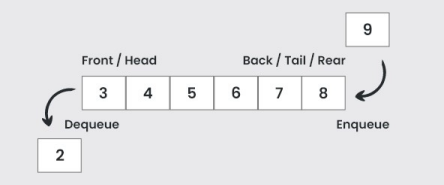 9
Front / Head
Back / Tail / Rear
3 4 5 6 7 8
Dequeue
Enqueue
2